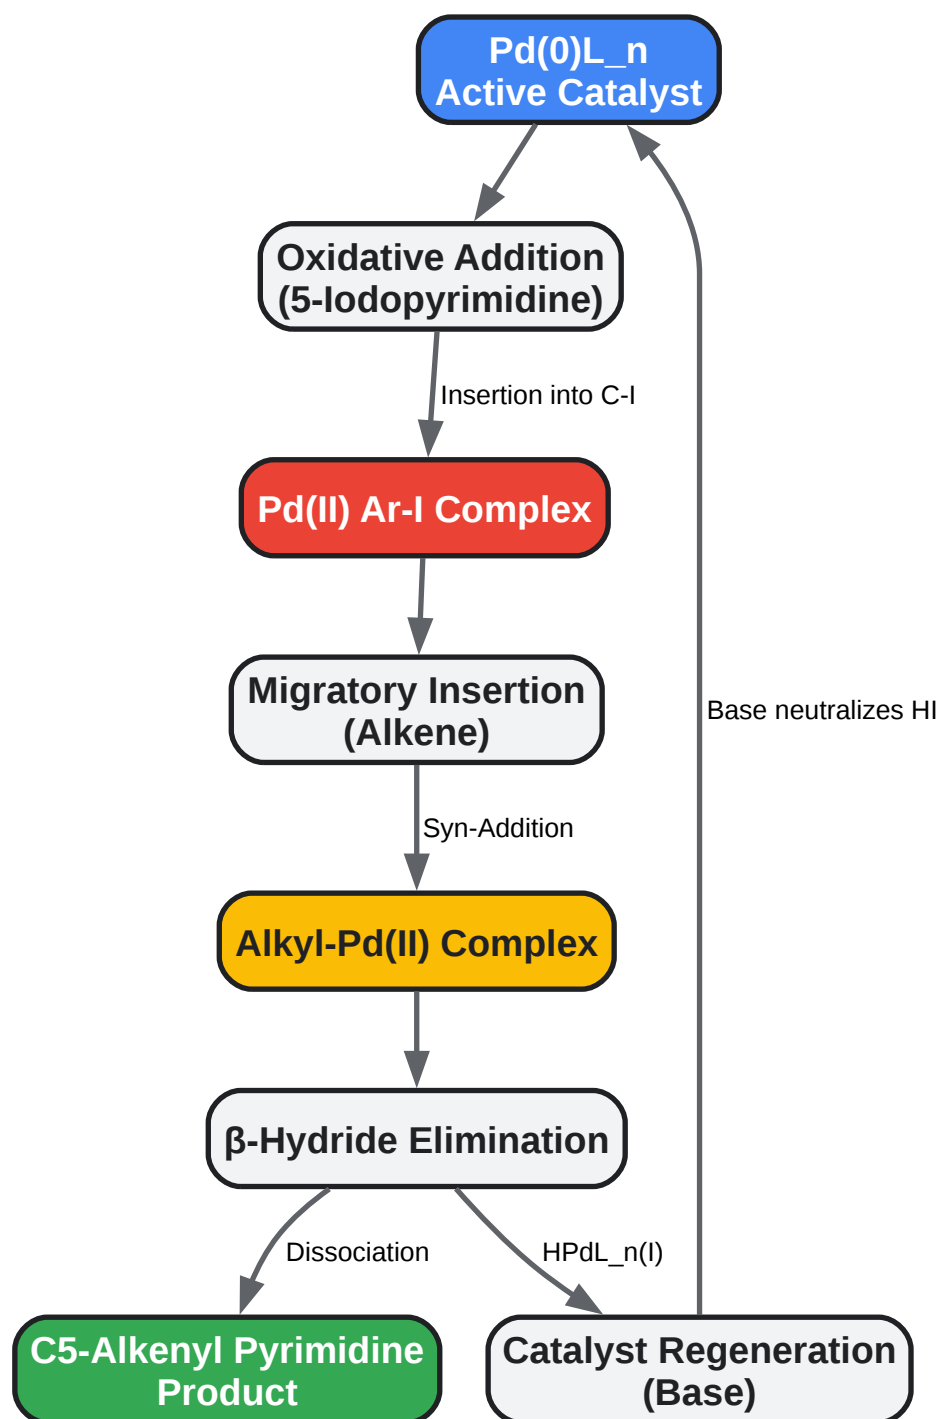 Pd(0)L_n
Active Catalyst
Oxidative Addition
(5-Iodopyrimidine)
Insertion into C-I
Pd(II) Ar-I Complex
Migratory Insertion
(Alkene)
Base neutralizes HI
Syn-Addition
Alkyl-Pd(II) Complex
β-Hydride Elimination
Dissociation
HPdL_n(I)
C5-Alkenyl Pyrimidine
Product
Catalyst Regeneration
(Base)